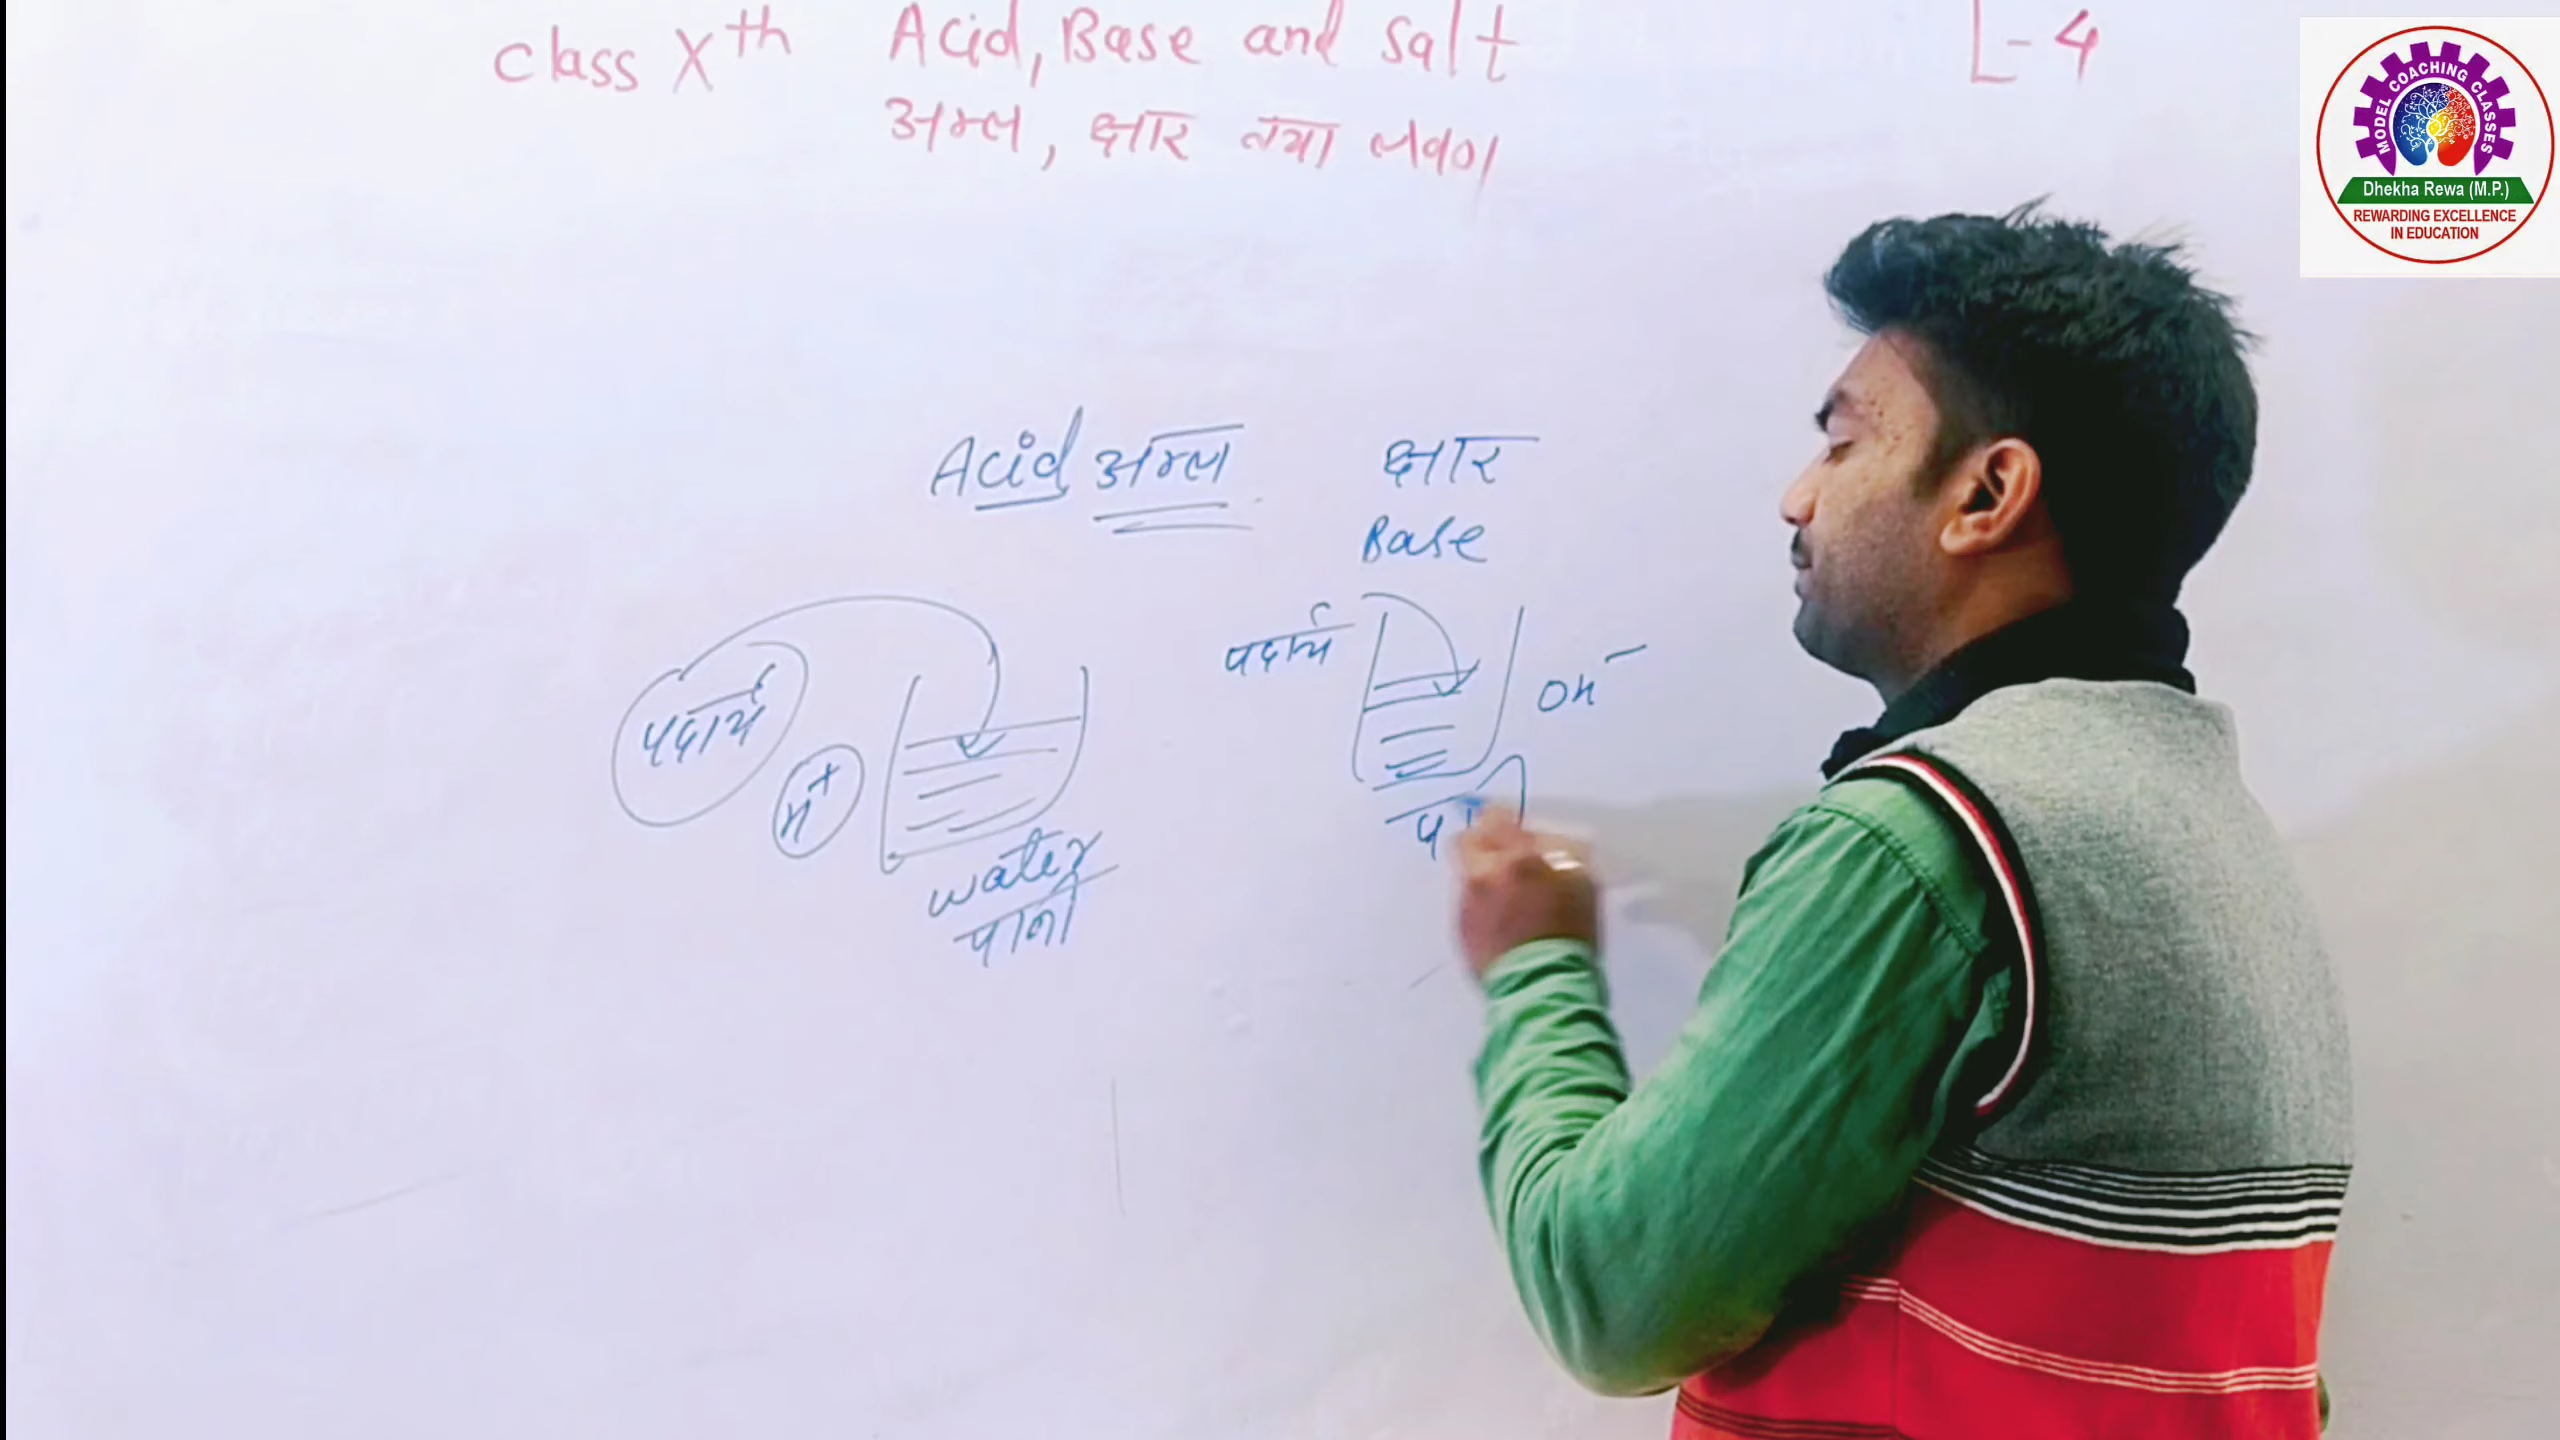 class Xth Acid, Base and Salt L-4
अम्ल, क्षार तथा लवण
MODEL COACHING CLASSES
Dhekha Rewa (M.P.)
REWARDING EXCELLENCE
IN EDUCATION
Acid अम्ल क्षार
Base
पदार्थ
H+
water
पानी
पदार्थ
OH-